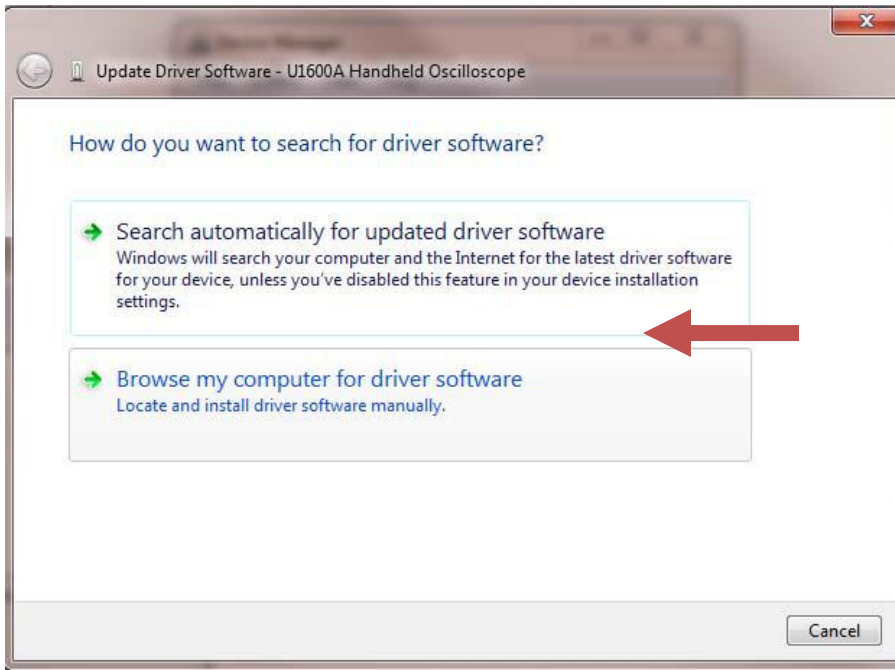 Update Driver Software - U1600A Handheld Oscilloscope
How do you want to search for driver software?
Search automatically for updated driver software
Windows will search your computer and the Internet for the latest driver software
for your device, unless you've disabled this feature in your device installation
settings.
Browse my computer for driver software
Locate and install driver software manually.
Cancel